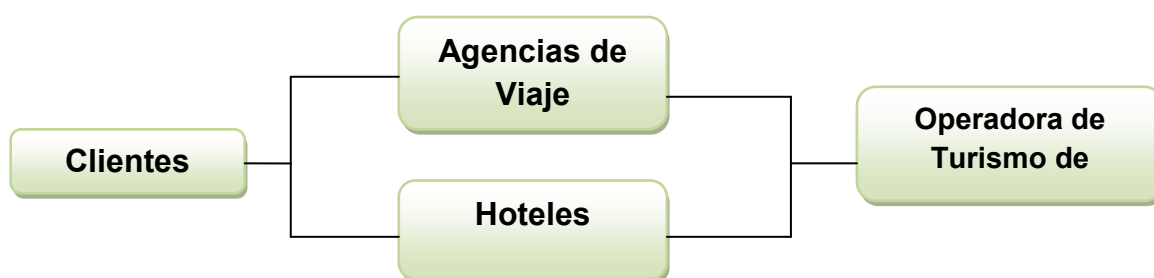 Agencias de
Viaje
Clientes
Hoteles
Operadora de
Turismo de